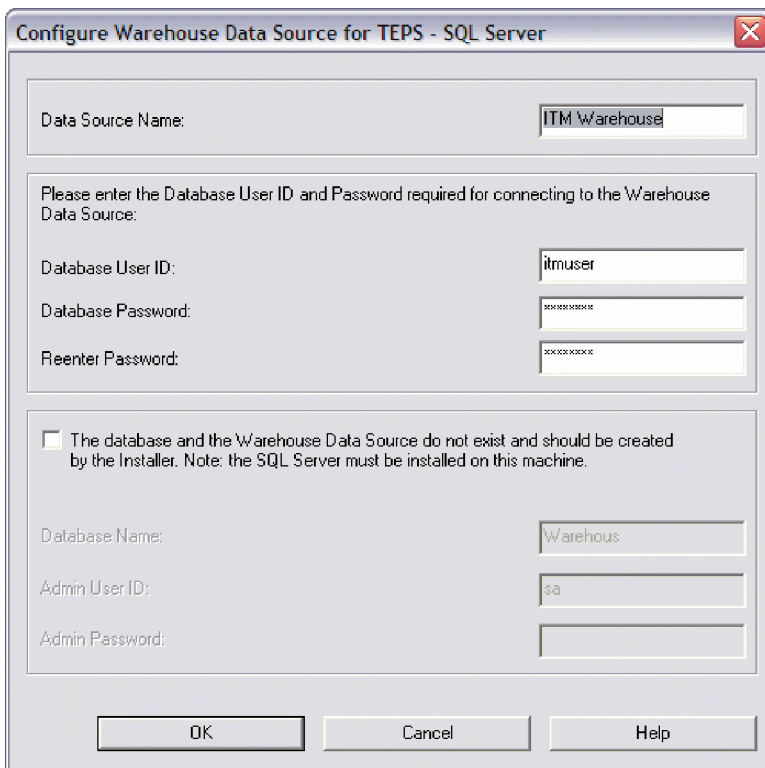 Configure Warehouse Data Source for TEPS - SQL Server
Data Source Name:
ITM Warehouse
Please enter the Database User ID and Password required for connecting to the Warehouse
Data Source:
Database User ID:
itmuser
Database Password:
********
Reenter Password:
********
The database and the Warehouse Data Source do not exist and should be created
by the Installer. Note: the SQL Server must be installed on this machine.
Database Name:
Warehous
Admin User ID:
sa
Admin Password:
OK
Cancel
Help